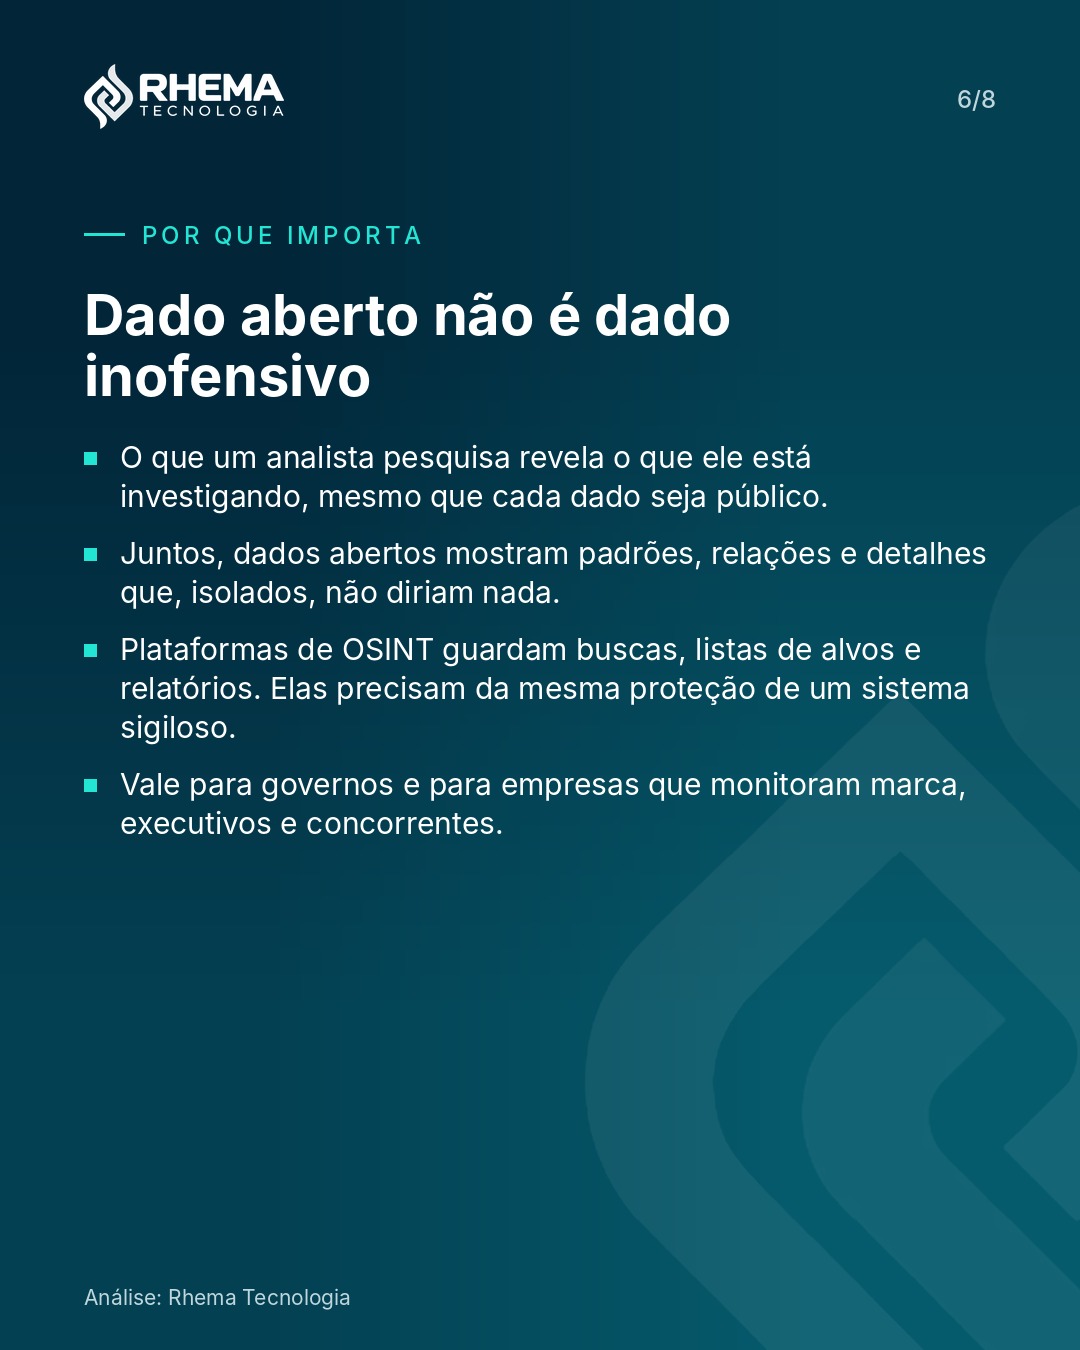 RHEMA
TECNOLOGIA
6/8
POR QUE IMPORTA
Dado aberto não é dado
inofensivo
O que um analista pesquisa revela o que ele está
investigando, mesmo que cada dado seja público.
Juntos, dados abertos mostram padrões, relações e detalhes
que, isolados, não diriam nada.
Plataformas de OSINT guardam buscas, listas de alvos e
relatórios. Elas precisam da mesma proteção de um sistema
sigiloso.
Vale para governos e para empresas que monitoram marca,
executivos e concorrentes.
Análise: Rhema Tecnologia